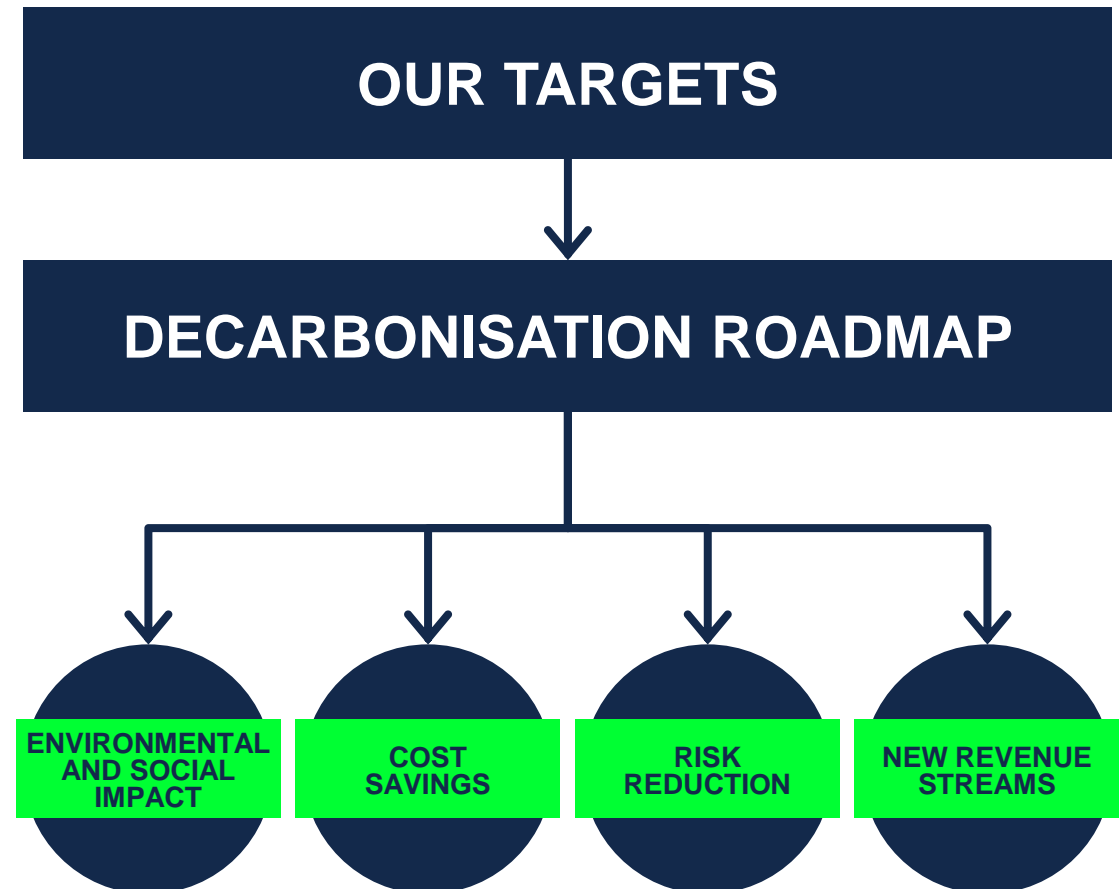 OUR TARGETS
DECARBONISATION ROADMAP
ENVIRONMENTAL
AND SOCIAL
IMPACT
COST
SAVINGS
RISK
REDUCTION
NEW REVENUE
STREAMS